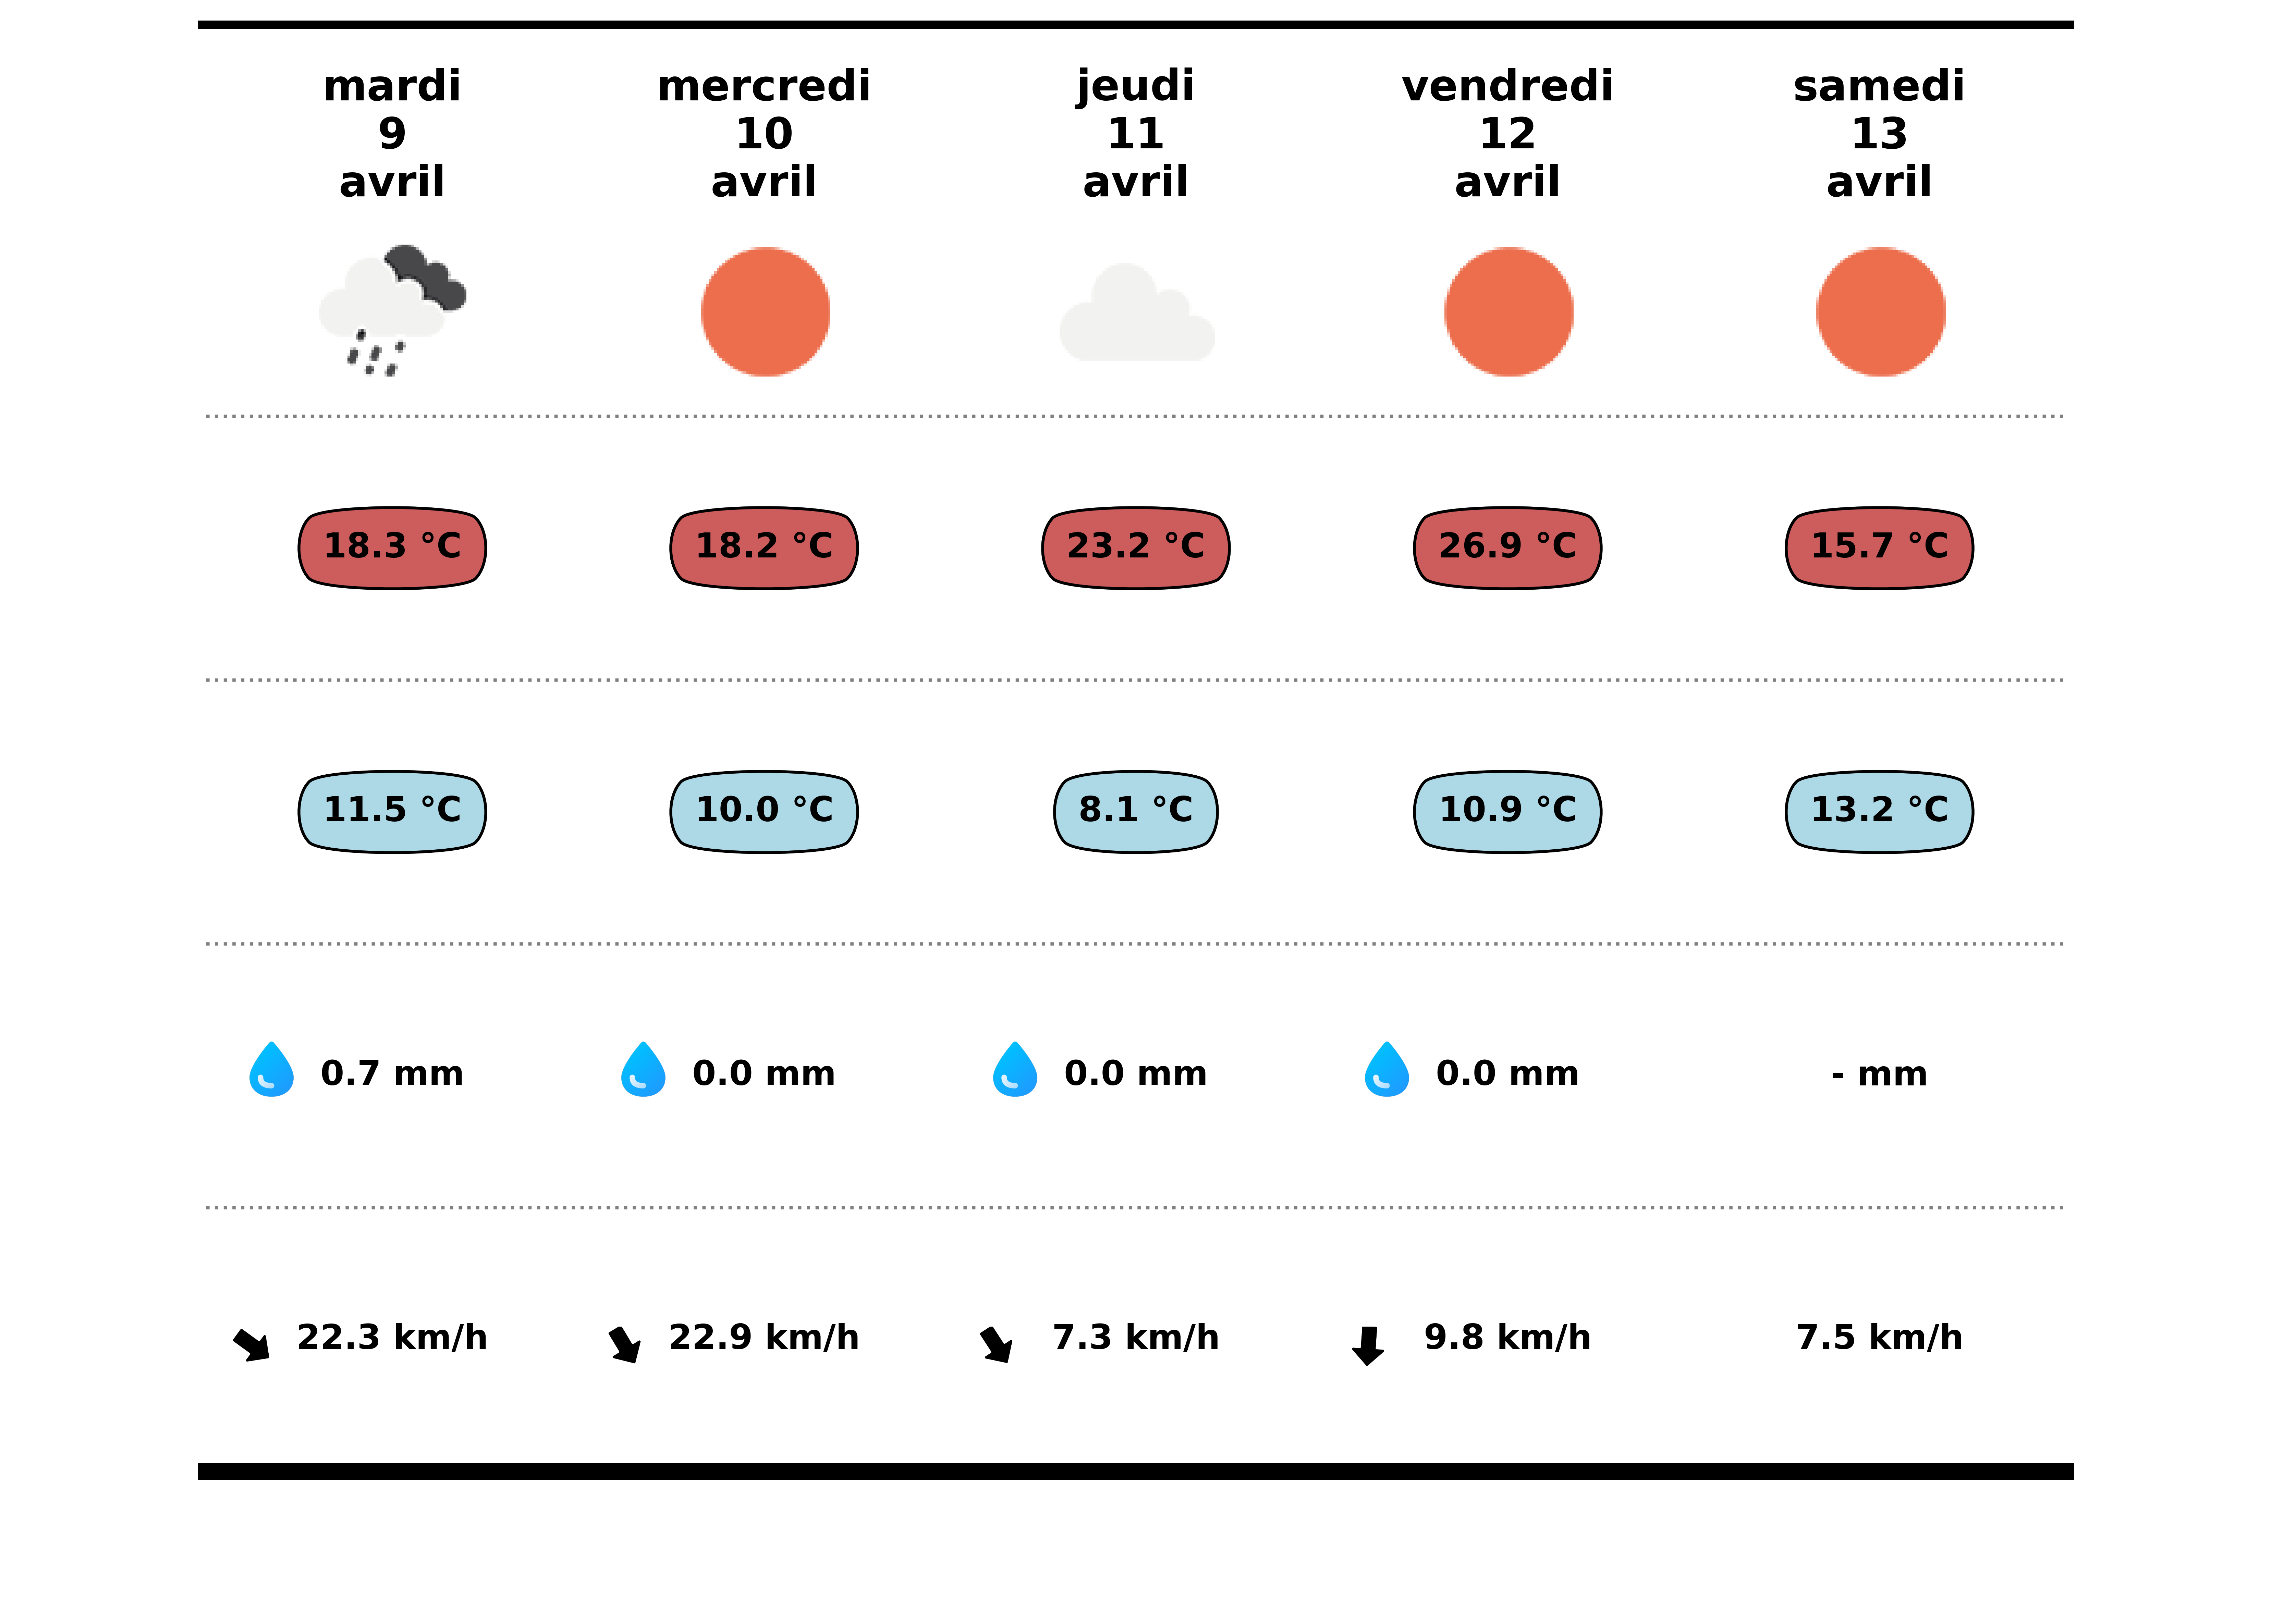 mardi mercredi jeudi vendredi samedi
9 10 11 12 13
avril avril avril avril avril
18.3 °C 18.2 °C 23.2 °C 26.9 °C 15.7 °C
11.5 °C 10.0 °C 8.1 °C 10.9 °C 13.2 °C
0.7 mm 0.0 mm 0.0 mm 0.0 mm - mm
22.3 km/h 22.9 km/h 7.3 km/h 9.8 km/h 7.5 km/h